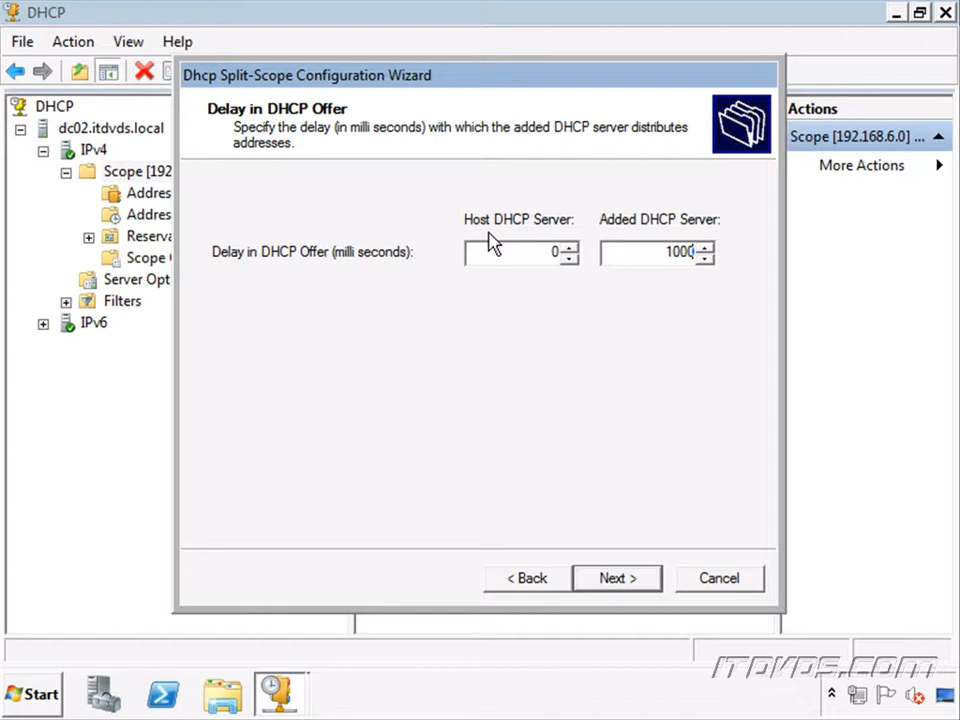 DHCP
File Action View Help
Dhcp Split-Scope Configuration Wizard
Delay in DHCP Offer
Specify the delay (in milli seconds) with which the added DHCP server distributes
addresses.
DHCP
dc02.itdvds.local
IPv4
Scope [192
Addres
Addres
Reserva
Scope
Server Opt
Filters
IPv6
Host DHCP Server: Added DHCP Server:
Delay in DHCP Offer (milli seconds): 0 1000
< Back Next > Cancel
Actions
Scope [192.168.6.0] ...
More Actions
ITDVDS.COM
Start